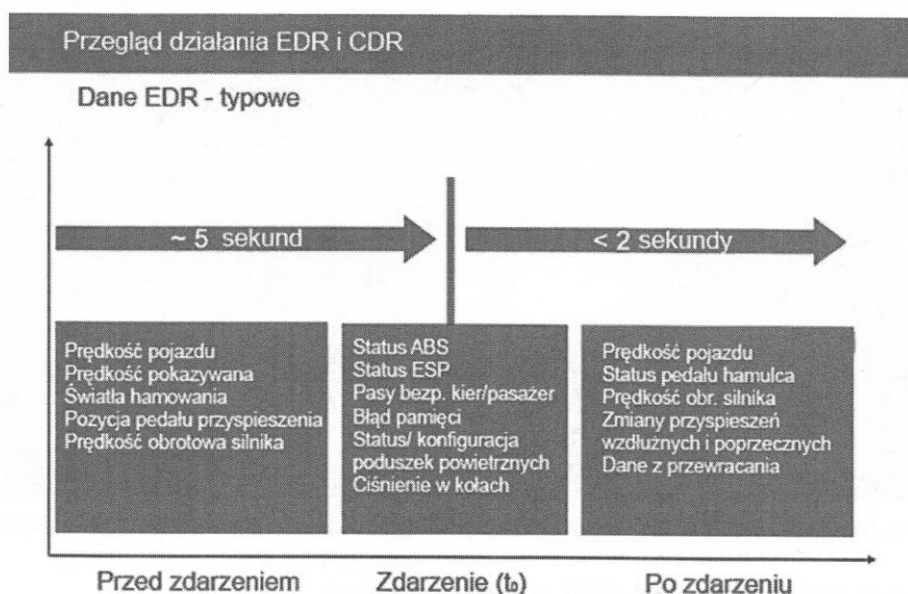 Przegląd działania EDR i CDR
Dane EDR - typowe
~ 5 sekund
< 2 sekundy
Prędkość pojazdu
Prędkość pokazywana
Światła hamowania
Pozycja pedału przyspieszenia
Prędkość obrotowa silnika
Status ABS
Status ESP
Pasy bezp. kier/pasażer
Błąd pamięci
Status/ konfiguracja
poduszek powietrznych
Ciśnienie w kołach
Prędkość pojazdu
Status pedału hamulca
Prędkość obr. silnika
Zmiany przyspieszeń
wzdłużnych i poprzecznych
Dane z przewracania
Przed zdarzeniem
Zdarzenie (t₀)
Po zdarzeniu